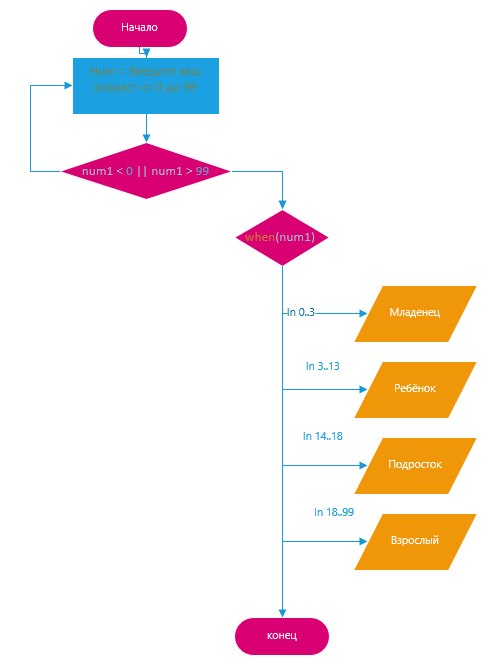 Начало
Num = Введите ваш
возраст от 0 до 99
num1 < 0 || num1 > 99
when(num1)
In 0..3
Младенец
In 3..13
Ребёнок
In 14..18
Подросток
In 18..99
Взрослый
конец